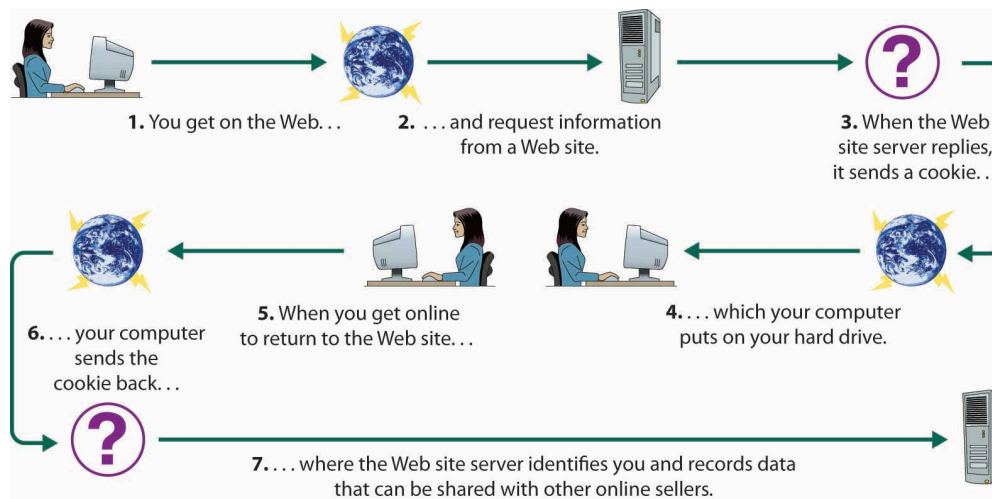 1. You get on the Web. . .
2. . . . and request information
from a Web site.
3. When the Web
site server replies,
it sends a cookie. . .
4. . . . which your computer
puts on your hard drive.
5. When you get online
to return to the Web site. . .
6. . . . your computer
sends the
cookie back. . .
?
?
7. . . . where the Web site server identifies you and records data
that can be shared with other online sellers.